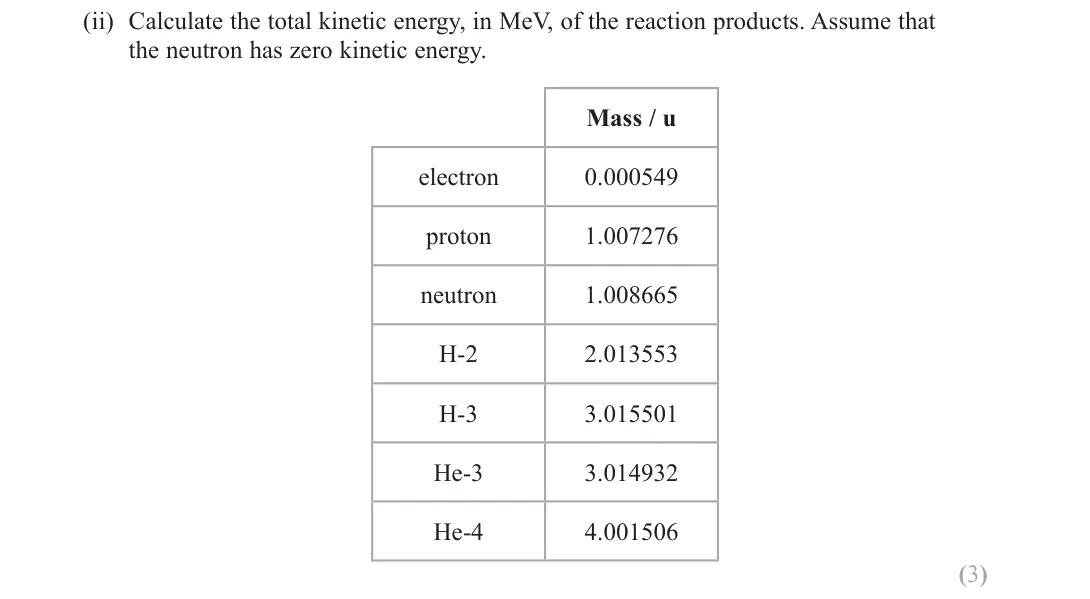 (ii) Calculate the total kinetic energy, in MeV, of the reaction products. Assume that
the neutron has zero kinetic energy.
Mass / u
electron 0.000549
proton 1.007276
neutron 1.008665
H-2 2.013553
H-3 3.015501
He-3 3.014932
He-4 4.001506
(3)